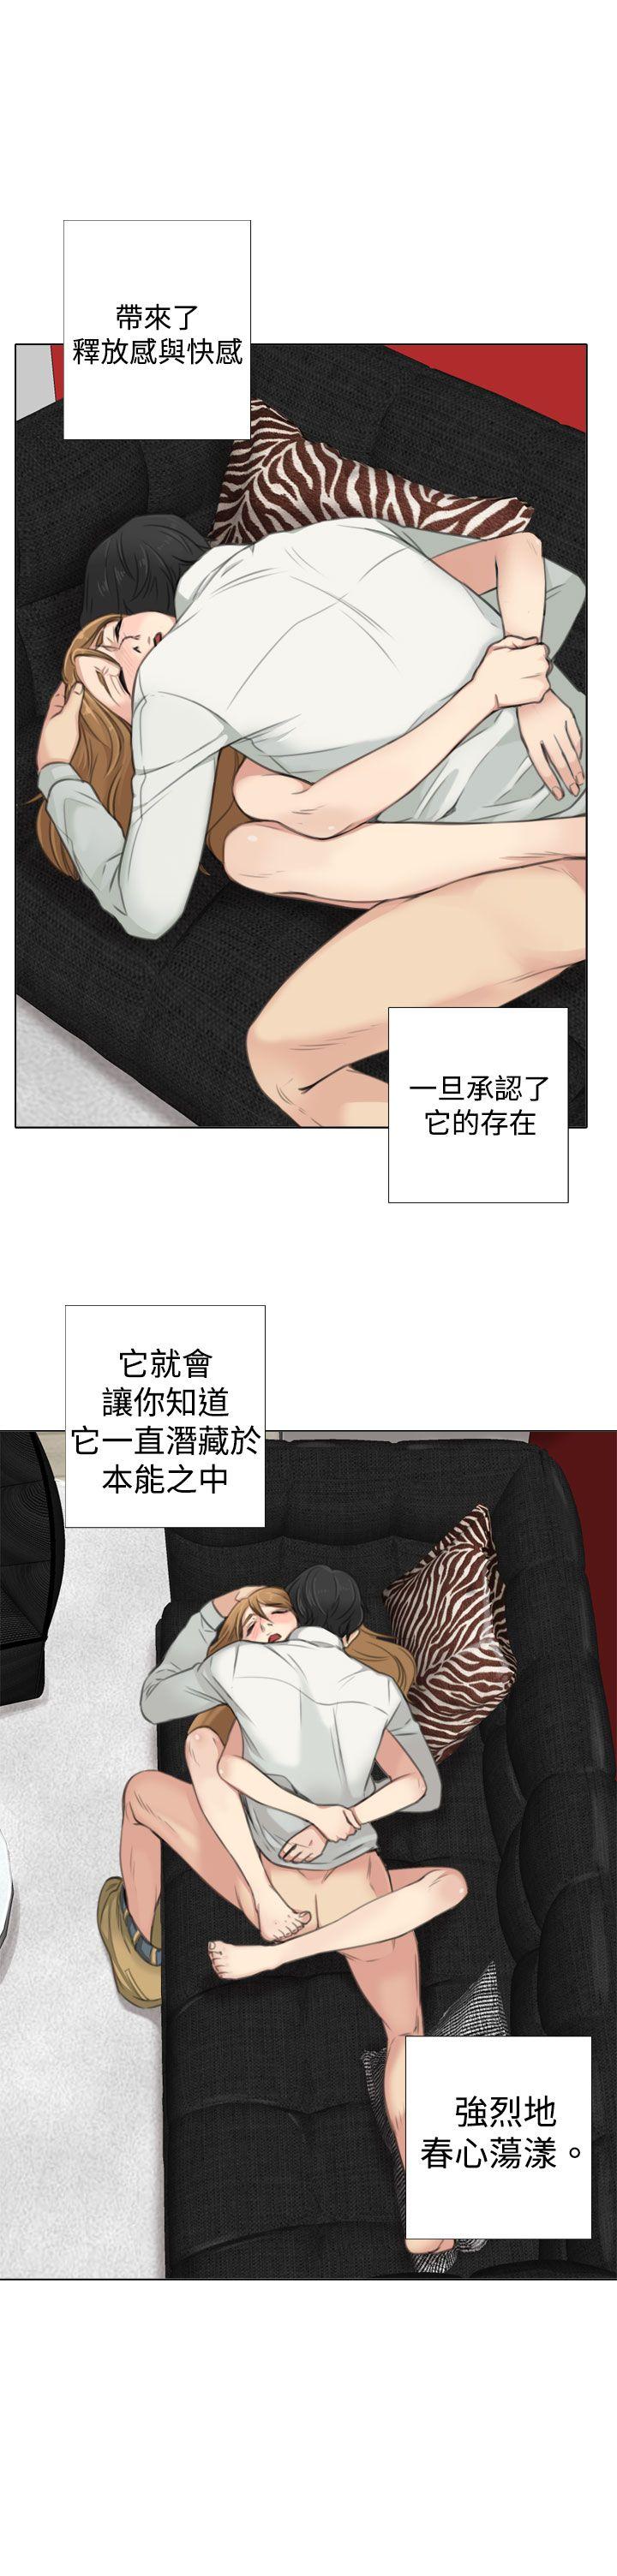 帶來了
釋放感與快感
一旦承認了
它的存在
它就會
讓你知道
它一直潛藏於
本能之中
強烈地
春心蕩漾。